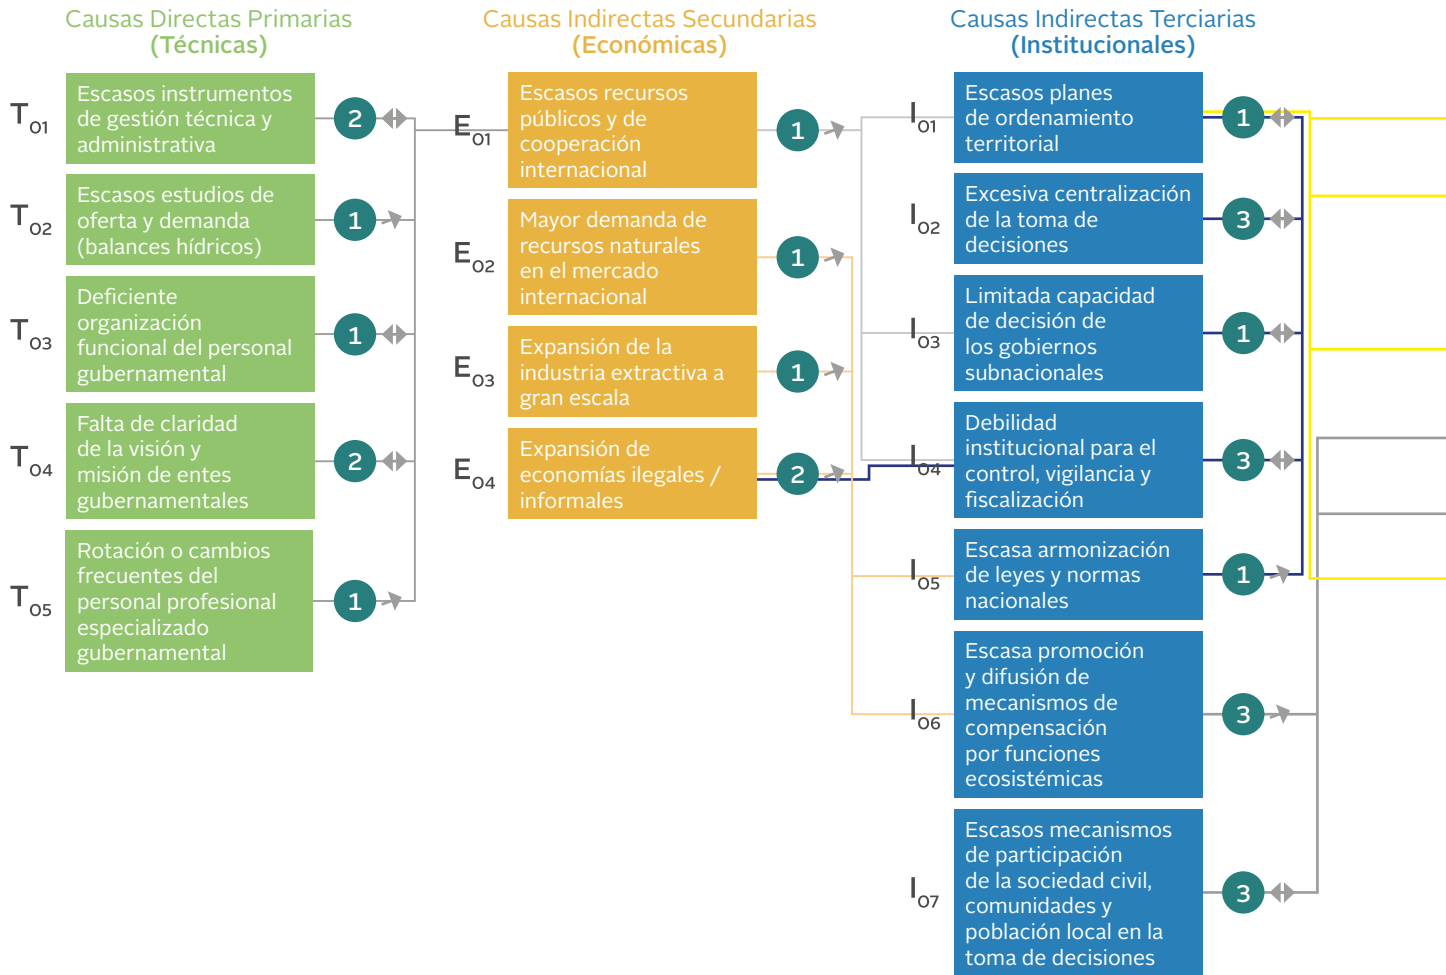 Causas Directas Primarias
(Técnicas)
T01
Escasos instrumentos
de gestión técnica y
administrativa
2
T02
Escasos estudios de
oferta y demanda
(balances hídricos)
1
T03
Deficiente
organización
funcional del personal
gubernamental
1
T04
Falta de claridad
de la visión y
misión de entes
gubernamentales
2
T05
Rotación o cambios
frecuentes del
personal profesional
especializado
gubernamental
1
Causas Indirectas Secundarias
(Económicas)
E01
Escasos recursos
públicos y de
cooperación
internacional
1
E02
Mayor demanda de
recursos naturales
en el mercado
internacional
1
E03
Expansión de la
industria extractiva a
gran escala
1
E04
Expansión de
economías ilegales /
informales
2
Causas Indirectas Terciarias
(Institucionales)
I01
Escasos planes
de ordenamiento
territorial
1
I02
Excesiva centralización
de la toma de
decisiones
3
I03
Limitada capacidad
de decisión de
los gobiernos
subnacionales
1
I04
Debilidad
institucional para el
control, vigilancia y
fiscalización
3
I05
Escasa armonización
de leyes y normas
nacionales
1
I06
Escasa promoción
y difusión de
mecanismos de
compensación
por funciones
ecosistémicas
3
I07
Escasos mecanismos
de participación
de la sociedad civil,
comunidades y
población local en la
toma de decisiones
3